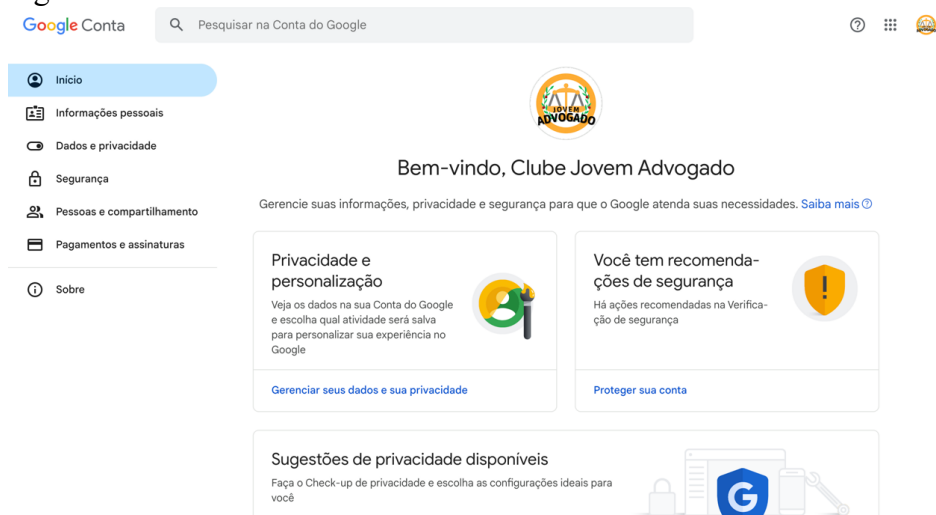 Google Conta
Pesquisar na Conta do Google
Início
Informações pessoais
Dados e privacidade
Segurança
Pessoas e compartilhamento
Pagamentos e assinaturas
Sobre
JOVEM
ADVOGADO
Bem-vindo, Clube Jovem Advogado
Gerencie suas informações, privacidade e segurança para que o Google atenda suas necessidades. Saiba mais
Privacidade e
personalização
Veja os dados na sua Conta do Google
e escolha qual atividade será salva
para personalizar sua experiência no
Google
Gerenciar seus dados e sua privacidade
Você tem recomenda-
ções de segurança
Há ações recomendadas na Verifica-
ção de segurança
Proteger sua conta
Sugestões de privacidade disponíveis
Faça o Check-up de privacidade e escolha as configurações ideais para
você
G